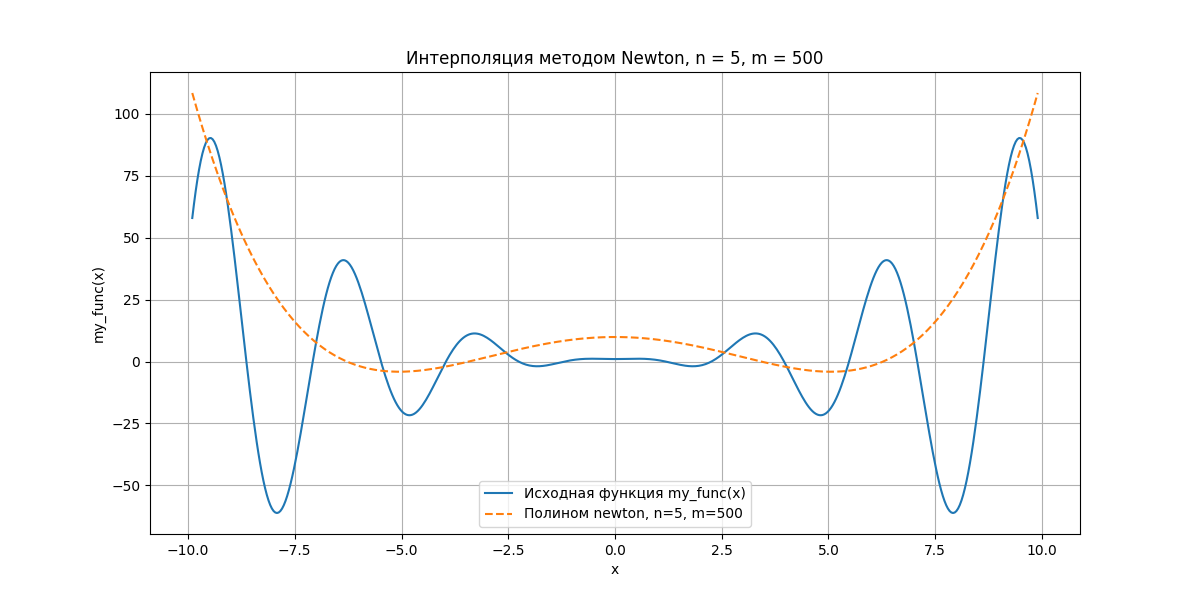 Интерполяция методом Newton, n = 5, m = 500
my_func(x)
100
75
50
25
0
−25
−50
Исходная функция my_func(x)
Полином newton, n=5, m=500
−10.0 −7.5 −5.0 −2.5 0.0 2.5 5.0 7.5 10.0
x